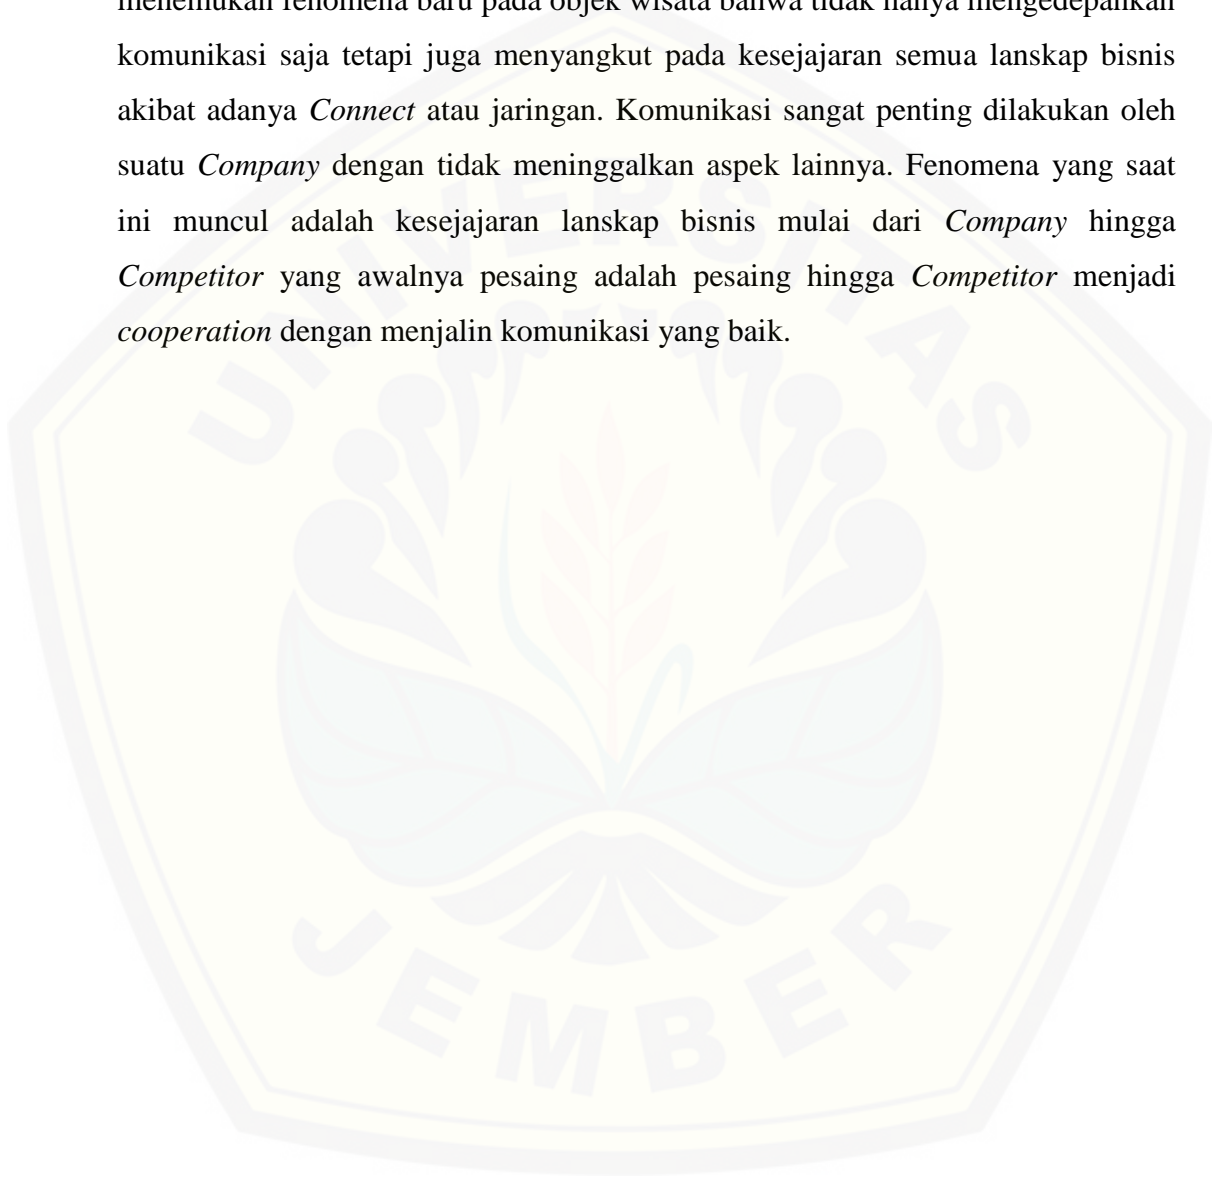 menemukan fenomena baru pada objek wisata bahwa tidak hanya mengedepankan
komunikasi saja tetapi juga menyangkut pada kesejajaran semua lanskap bisnis
akibat adanya Connect atau jaringan. Komunikasi sangat penting dilakukan oleh
suatu Company dengan tidak meninggalkan aspek lainnya. Fenomena yang saat
ini muncul adalah kesejajaran lanskap bisnis mulai dari Company hingga
Competitor yang awalnya pesaing adalah pesaing hingga Competitor menjadi
cooperation dengan menjalin komunikasi yang baik.
UNIVERSITAS
JEMBER